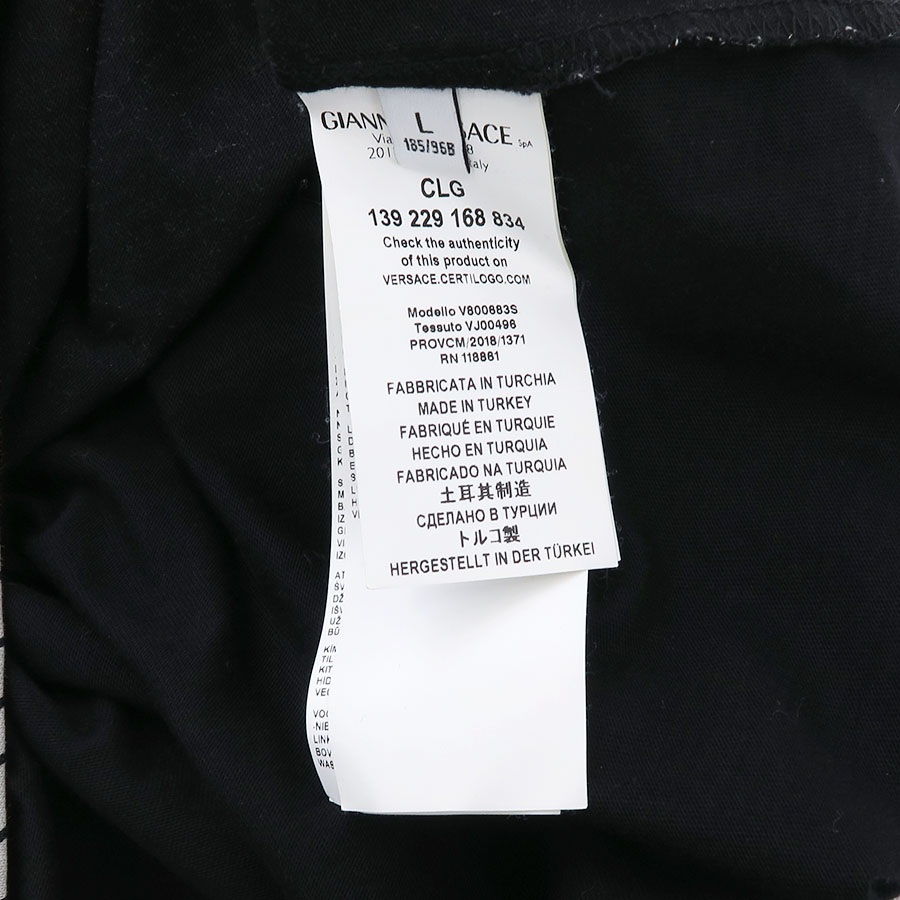 L
185/96B
CLG
139 229 168 834
Check the authenticity
of this product on
VERSACE.CERTILOGO.COM
Modello V800683S
Tessuto VJ00496
PROVCM/2018/1371
RN 118861
FABBRICATA IN TURCHIA
MADE IN TURKEY
FABRIQUÉ EN TURQUIE
HECHO EN TURQUIA
FABRICADO NA TURQUIA
土耳其制造
СДЕЛАНО В ТУРЦИИ
トルコ製
HERGESTELLT IN DER TÜRKEI